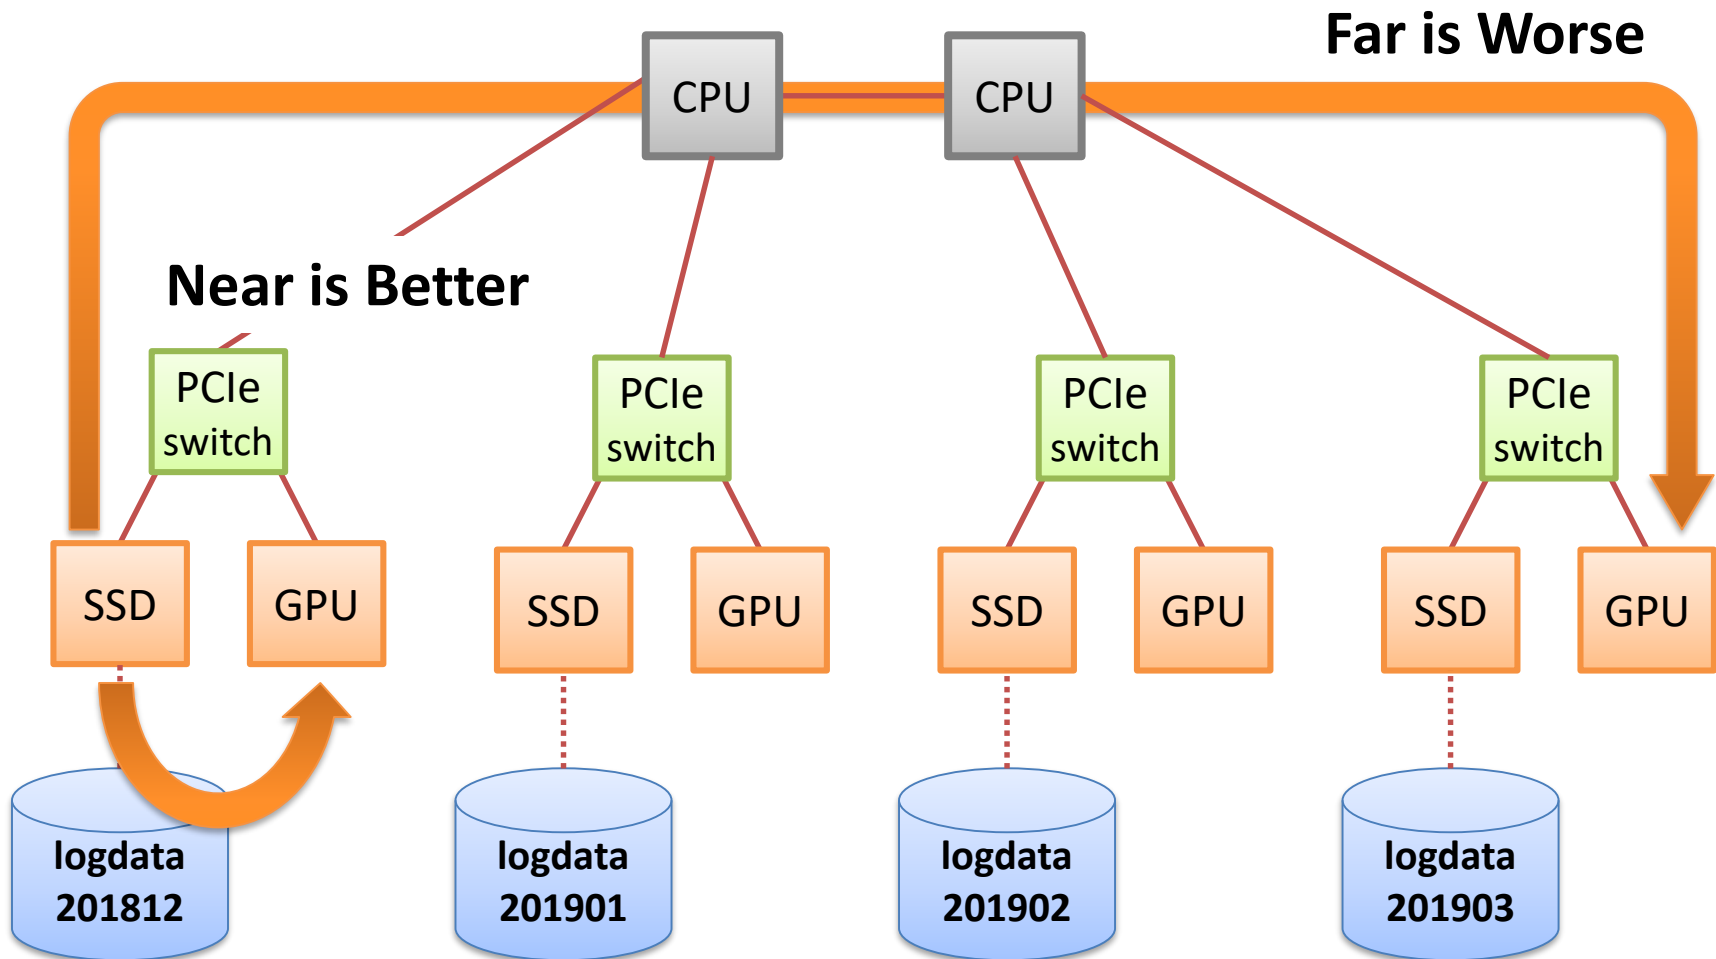 Far is Worse
CPU
CPU
Near is Better
PCIe
switch
PCIe
switch
PCIe
switch
PCIe
switch
SSD
GPU
SSD
GPU
SSD
GPU
SSD
GPU
logdata
201812
logdata
201901
logdata
201902
logdata
201903